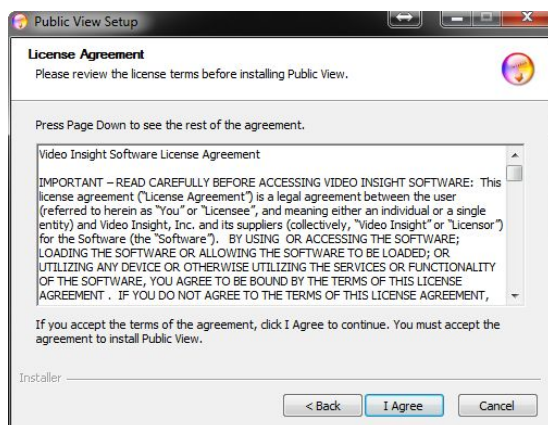 Public View Setup
License Agreement
Please review the license terms before installing Public View.
Press Page Down to see the rest of the agreement.
Video Insight Software License Agreement
IMPORTANT – READ CAREFULLY BEFORE ACCESSING VIDEO INSIGHT SOFTWARE: This
license agreement ("License Agreement") is a legal agreement between the user
(referred to herein as "You" or "Licensee", and meaning either an individual or a single
entity) and Video Insight, Inc. and its suppliers (collectively, "Video Insight" or "Licensor")
for the Software (the "Software"). BY USING OR ACCESSING THE SOFTWARE;
LOADING THE SOFTWARE OR ALLOWING THE SOFTWARE TO BE LOADED; OR
UTILIZING ANY DEVICE OR OTHERWISE UTILIZING THE SERVICES OR FUNCTIONALITY
OF THE SOFTWARE, YOU AGREE TO BE BOUND BY THE TERMS OF THIS LICENSE
AGREEMENT . IF YOU DO NOT AGREE TO THE TERMS OF THIS LICENSE AGREEMENT,
If you accept the terms of the agreement, click I Agree to continue. You must accept the
agreement to install Public View.
Installer
< Back I Agree Cancel